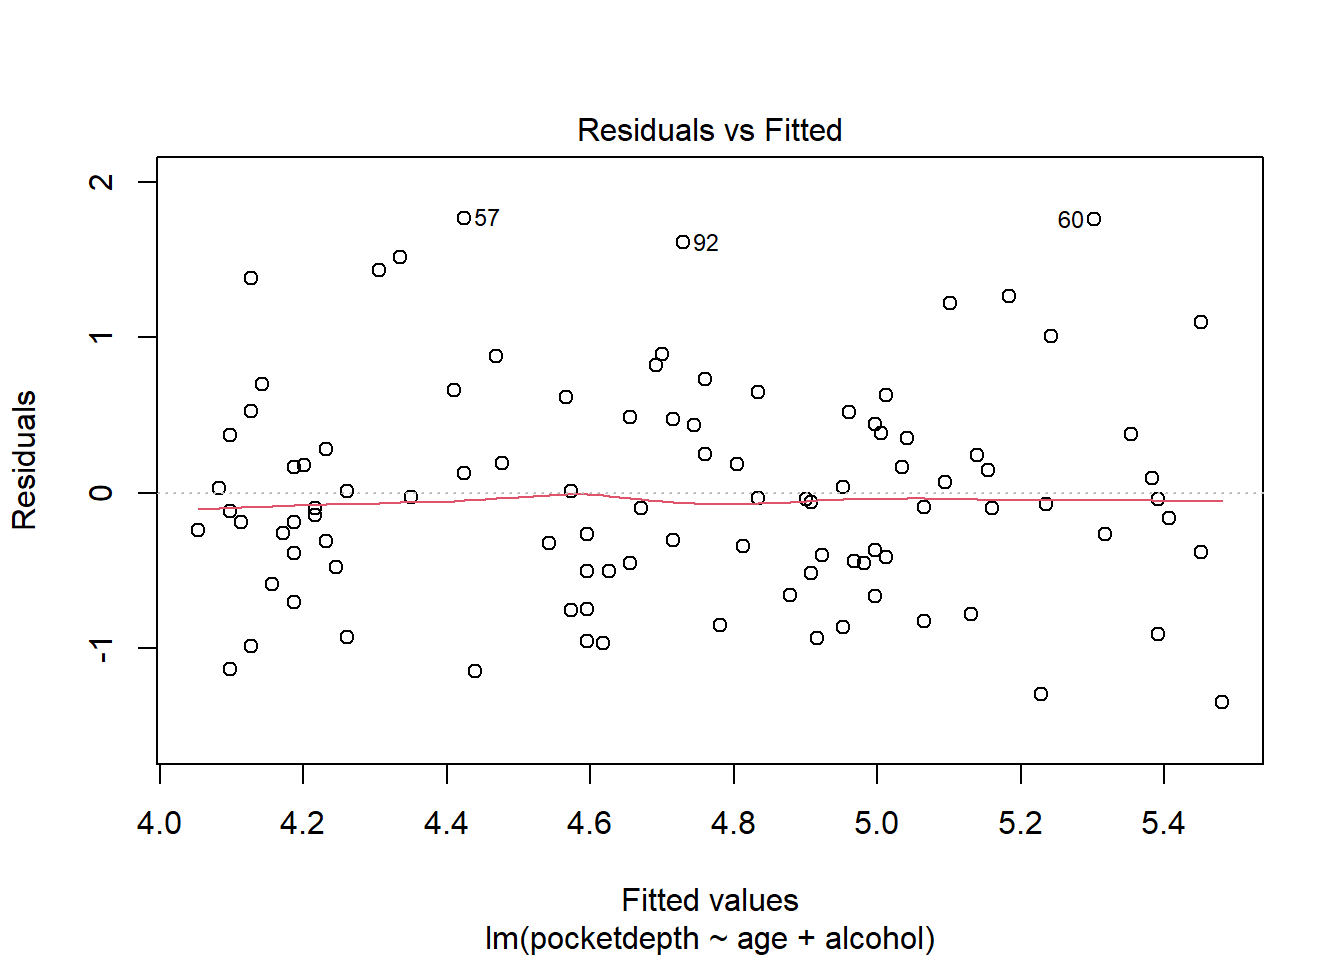 Residuals vs Fitted
2
1
0
-1
Residuals
57
92
60
4.0 4.2 4.4 4.6 4.8 5.0 5.2 5.4
Fitted values
lm(pocketdepth ~ age + alcohol)